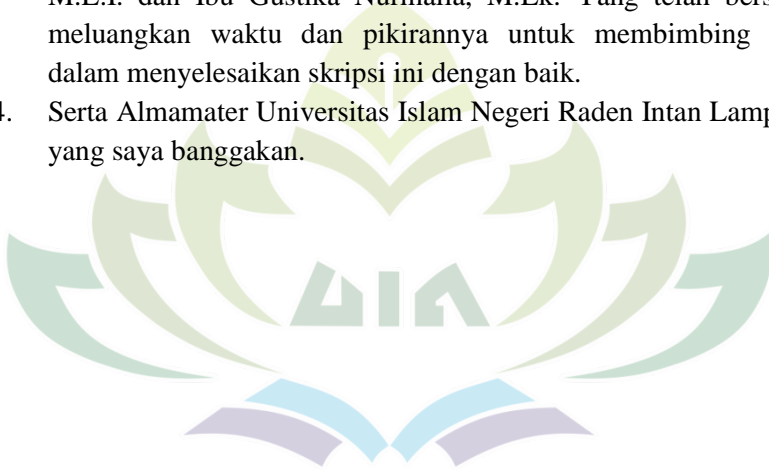 M.E.I. dan Ibu Gustika Nurmalia, M.Ek. Yang telah bers
meluangkan waktu dan pikirannya untuk membimbing
dalam menyelesaikan skripsi ini dengan baik.
4. Serta Almamater Universitas Islam Negeri Raden Intan Lamp
yang saya banggakan.
UIN